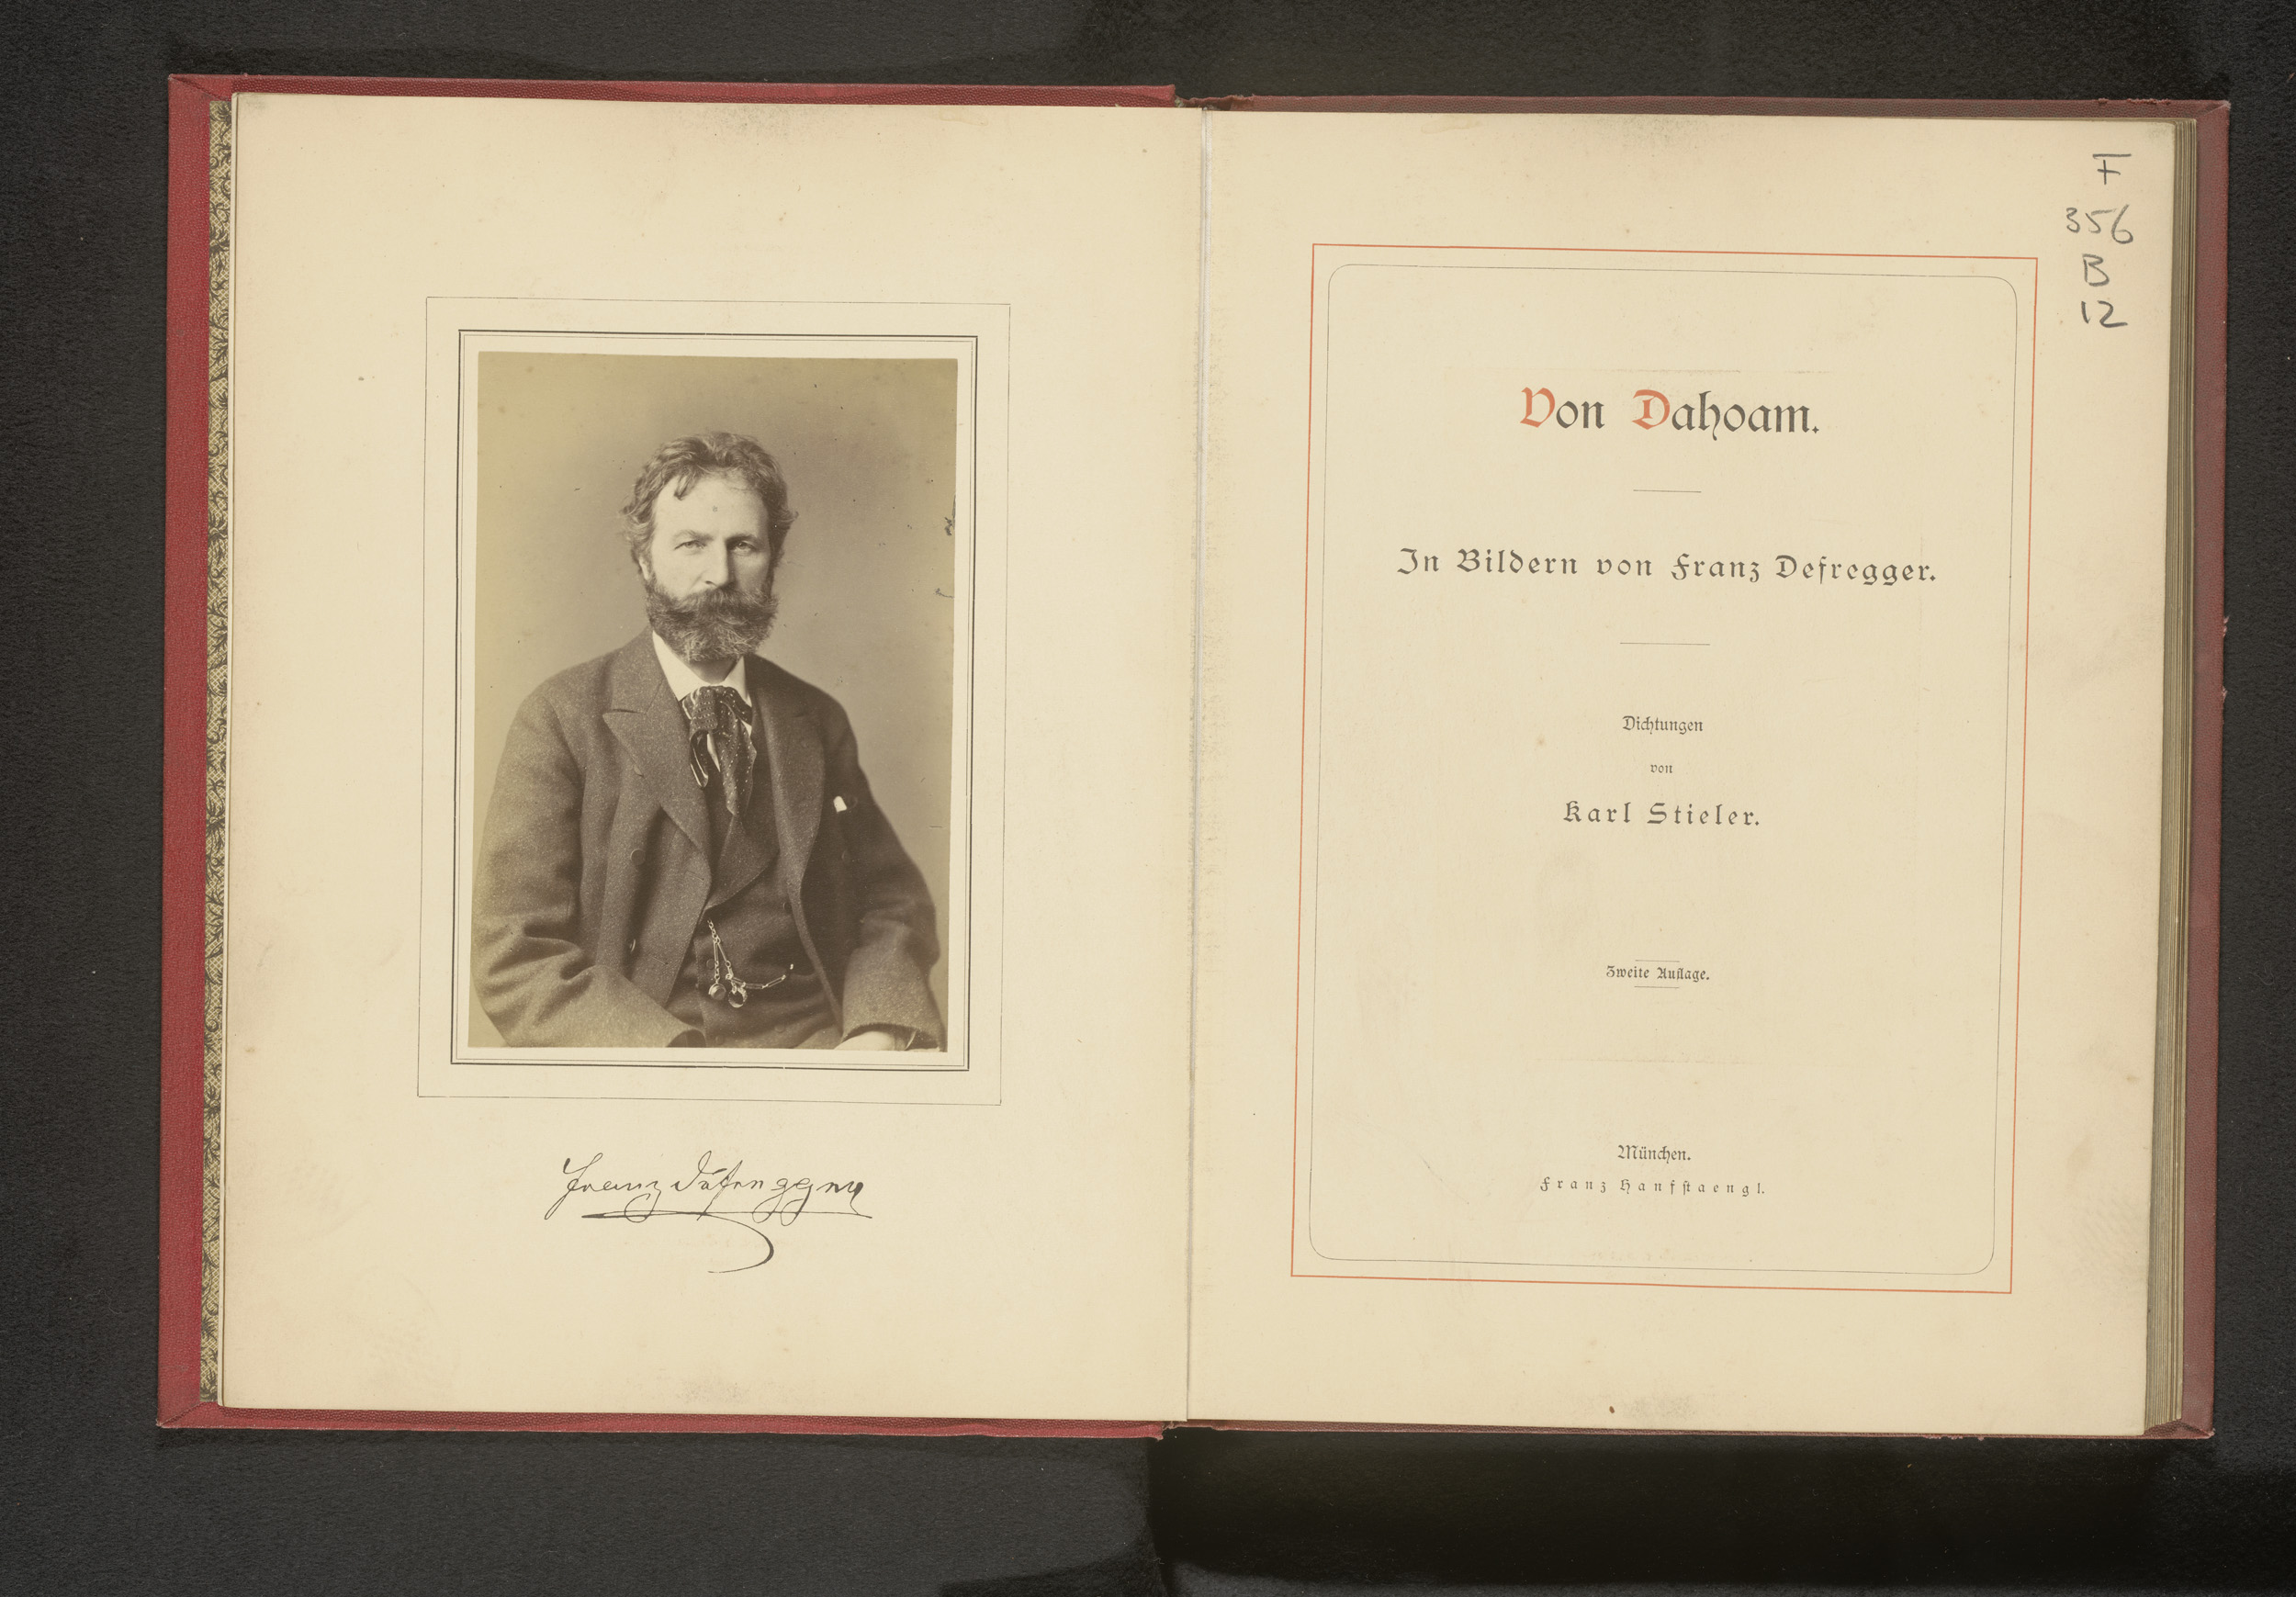 Franz Defregger
F
356
B
12
Von Dahoam.
In Bildern von Franz Defregger.
Dichtungen
von
Karl Stieler.
Zweite Auflage.
München.
Franz Hanfstaengl.